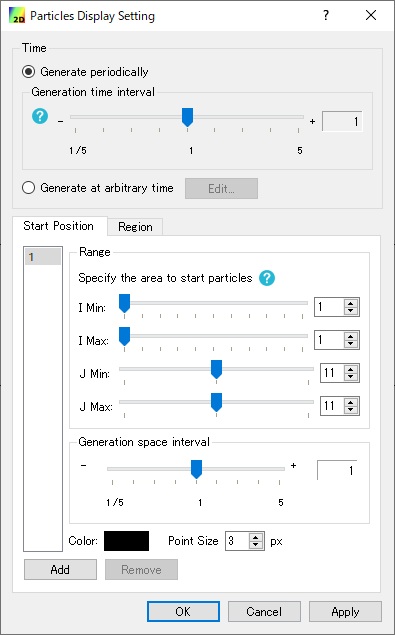 2D Particles Display Setting ? ×
Time
Generate periodically
Generation time interval
? - + 1
1/5 1 5
Generate at arbitrary time Edit...
Start Position Region
1
Range
Specify the area to start particles ?
I Min: 1
I Max: 1
J Min: 11
J Max: 11
Generation space interval
- + 1
1/5 1 5
Color: Point Size 3 px
Add Remove
OK Cancel Apply